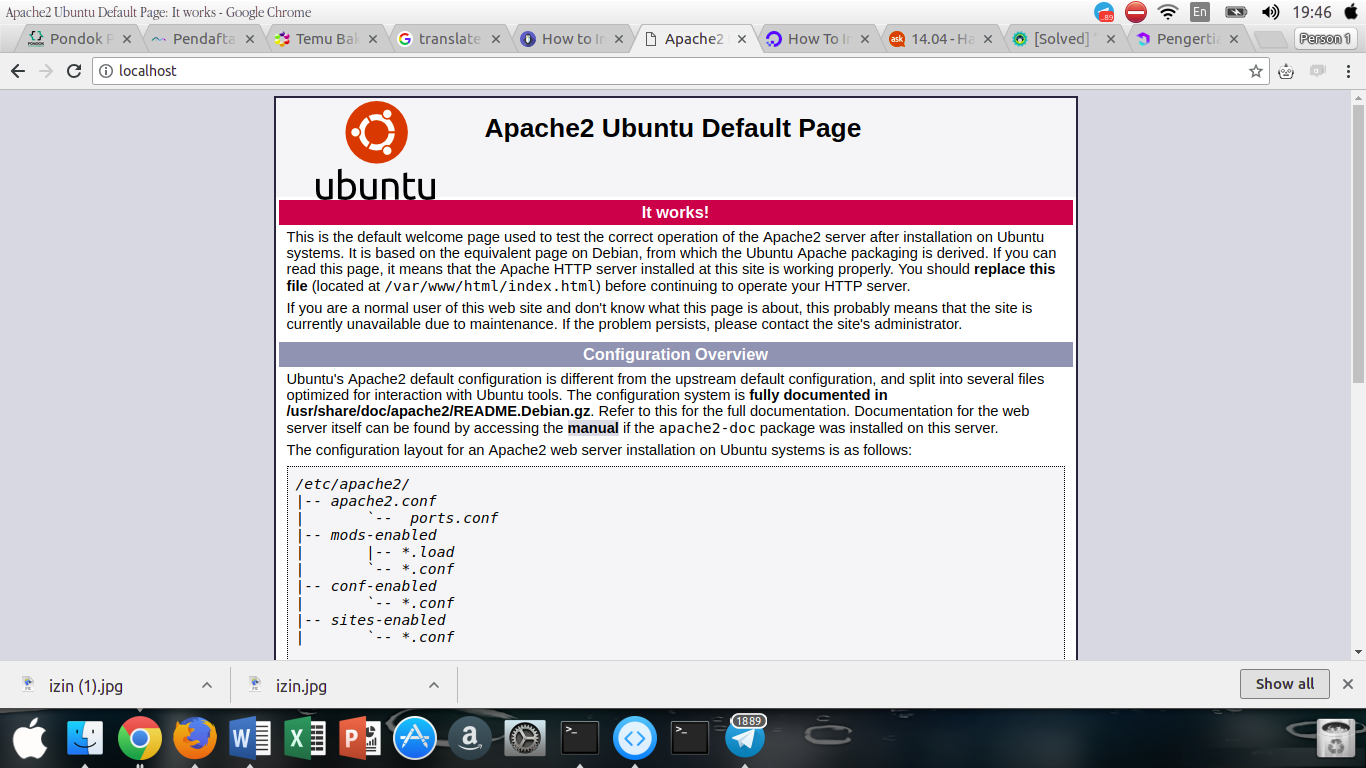 Apache2 Ubuntu Default Page: It works - Google Chrome
89
En
19:46
Pondok P
Pendafta
Temu Bak
translate
How to In
Apache2
How To In
ask
14.04 - Ha
[Solved]
Pengertia
Person 1
localhost
ubuntu
Apache2 Ubuntu Default Page
It works!
This is the default welcome page used to test the correct operation of the Apache2 server after installation on Ubuntu
systems. It is based on the equivalent page on Debian, from which the Ubuntu Apache packaging is derived. If you can
read this page, it means that the Apache HTTP server installed at this site is working properly. You should replace this
file (located at /var/www/html/index.html) before continuing to operate your HTTP server.
If you are a normal user of this web site and don't know what this page is about, this probably means that the site is
currently unavailable due to maintenance. If the problem persists, please contact the site's administrator.
Configuration Overview
Ubuntu's Apache2 default configuration is different from the upstream default configuration, and split into several files
optimized for interaction with Ubuntu tools. The configuration system is fully documented in
/usr/share/doc/apache2/README.Debian.gz. Refer to this for the full documentation. Documentation for the web
server itself can be found by accessing the manual if the apache2-doc package was installed on this server.
The configuration layout for an Apache2 web server installation on Ubuntu systems is as follows:
/etc/apache2/
|-- apache2.conf
|       `--  ports.conf
|-- mods-enabled
|       |-- *.load
|       `-- *.conf
|-- conf-enabled
|       `-- *.conf
|-- sites-enabled
|       `-- *.conf
izin (1).jpg
izin.jpg
Show all
1889